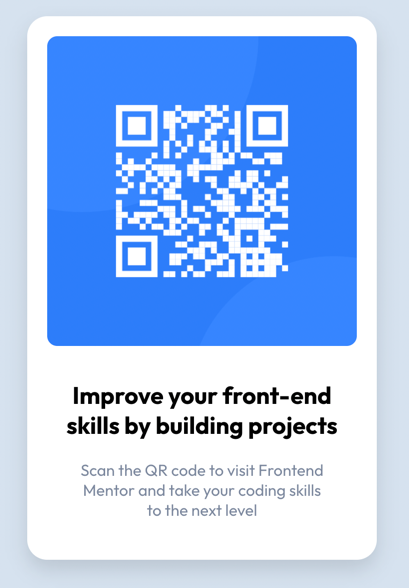 Improve your front-end
skills by building projects
Scan the QR code to visit Frontend
Mentor and take your coding skills
to the next level